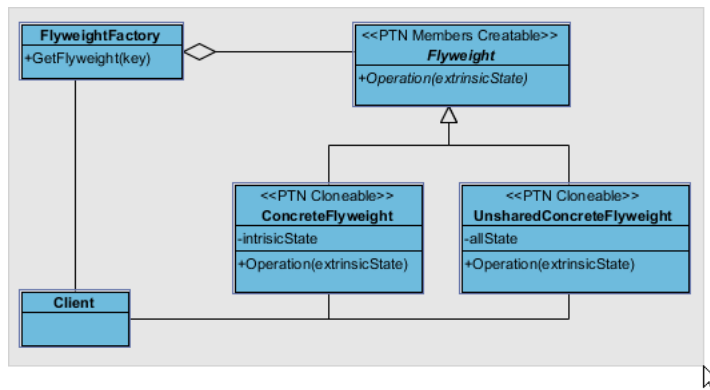 FlyweightFactory
+GetFlyweight(key)
<<PTN Members Creatable>>
Flyweight
+Operation(extrinsicState)
<<PTN Cloneable>>
ConcreteFlyweight
-intrisicState
+Operation(extrinsicState)
<<PTN Cloneable>>
UnsharedConcreteFlyweight
-allState
+Operation(extrinsicState)
Client